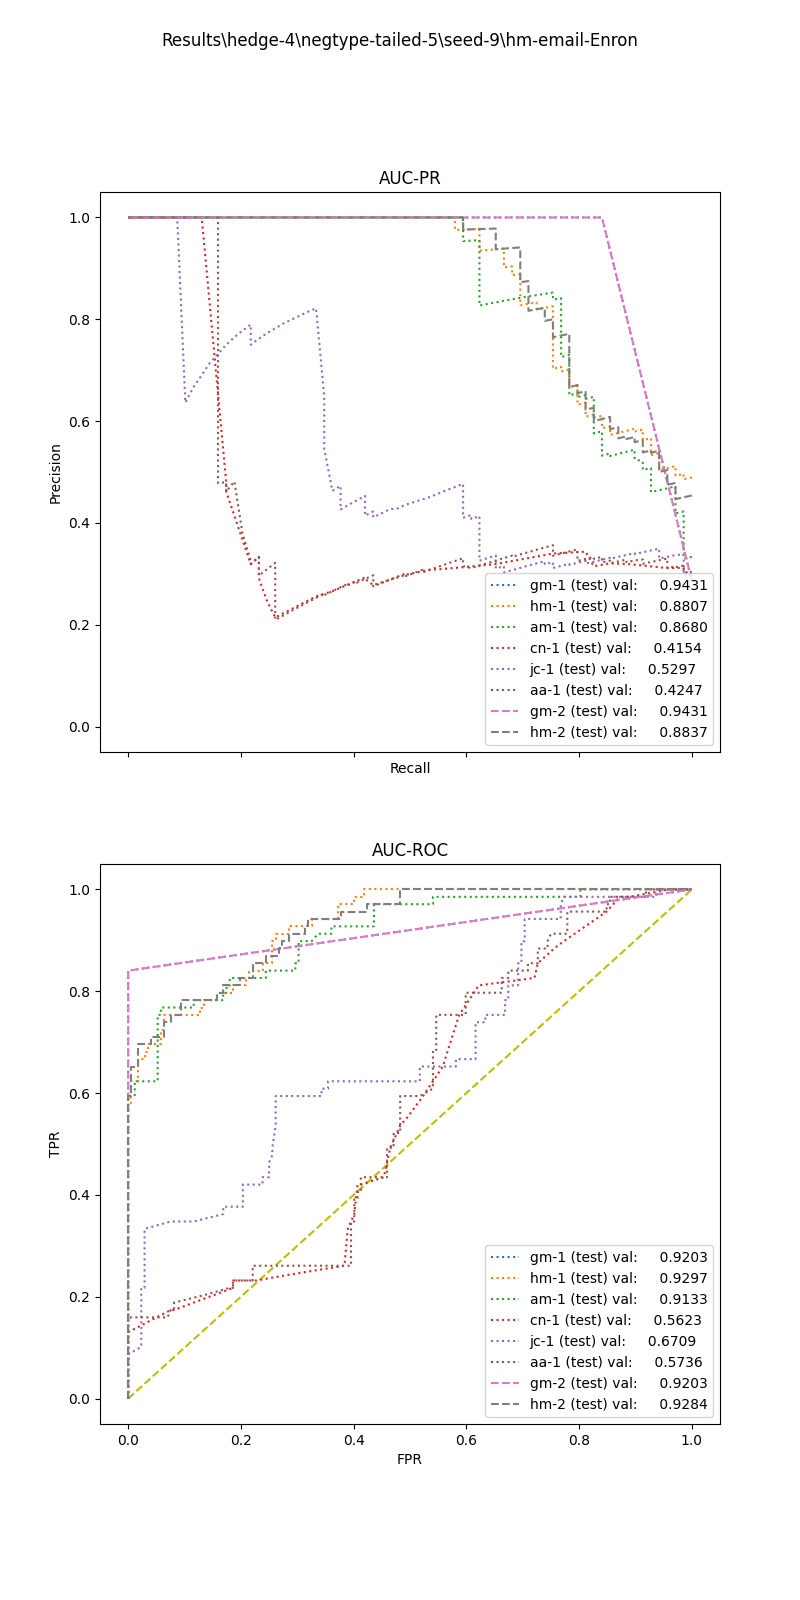 Results\hedge-4\negtype-tailed-5\seed-9\hm-email-Enron
AUC-PR
1.0
0.8
0.6
0.4
0.2
0.0
Precision
Recall
gm-1 (test) val: 0.9431
hm-1 (test) val: 0.8807
am-1 (test) val: 0.8680
cn-1 (test) val: 0.4154
jc-1 (test) val: 0.5297
aa-1 (test) val: 0.4247
gm-2 (test) val: 0.9431
hm-2 (test) val: 0.8837
AUC-ROC
1.0
0.8
0.6
0.4
0.2
0.0
TPR
gm-1 (test) val: 0.9203
hm-1 (test) val: 0.9297
am-1 (test) val: 0.9133
cn-1 (test) val: 0.5623
jc-1 (test) val: 0.6709
aa-1 (test) val: 0.5736
gm-2 (test) val: 0.9203
hm-2 (test) val: 0.9284
0.0 0.2 0.4 0.6 0.8 1.0
FPR